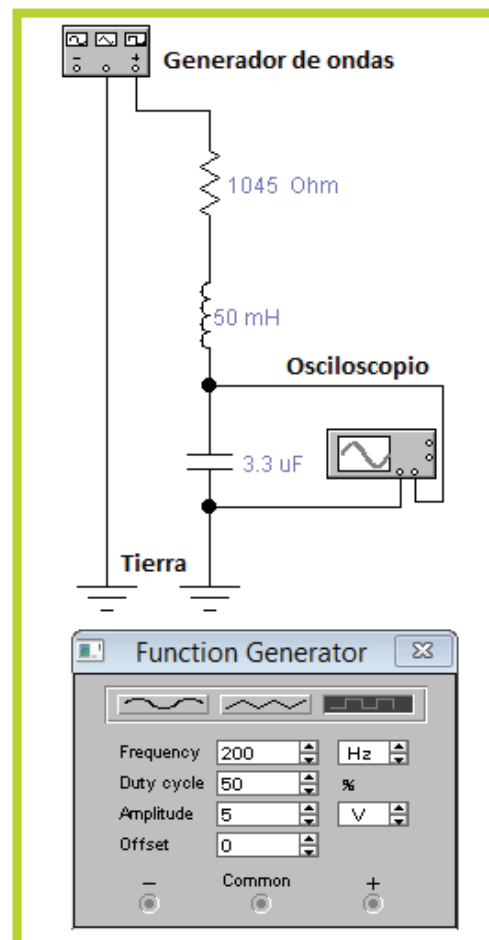 Generador de ondas
1045 Ohm
50 mH
Osciloscopio
3.3 uF
Tierra
Function Generator
Frequency 200 Hz
Duty cycle 50 %
Amplitude 5 V
Offset 0
− Common +